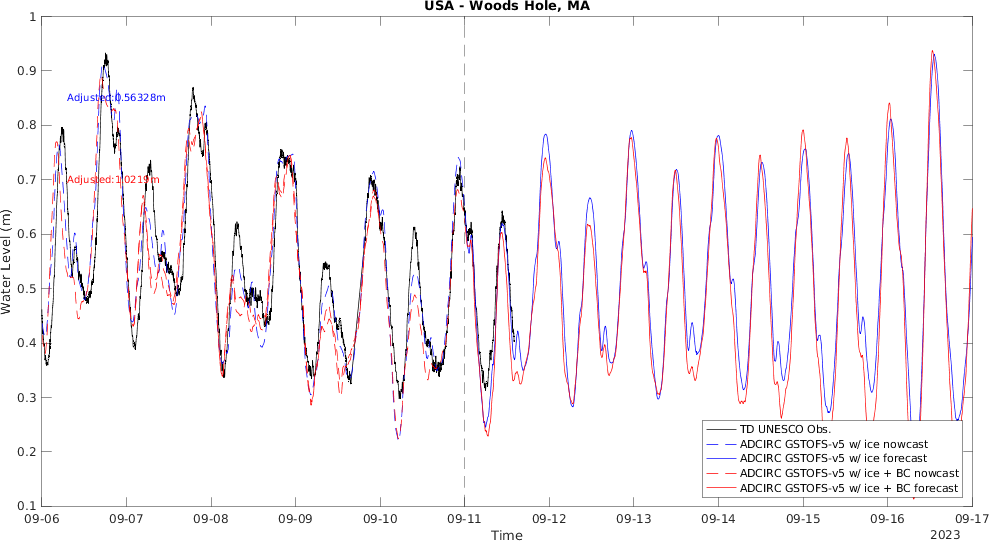 USA - Woods Hole, MA
1
0.9
0.8
0.7
0.6
0.5
0.4
0.3
0.2
0.1
Water Level (m)
Adjusted:0.56328m
Adjusted:1.0219m
TD UNESCO Obs.
ADCIRC GSTOFS-v5 w/ ice nowcast
ADCIRC GSTOFS-v5 w/ ice forecast
ADCIRC GSTOFS-v5 w/ ice + BC nowcast
ADCIRC GSTOFS-v5 w/ ice + BC forecast
09-06 09-07 09-08 09-09 09-10 09-11 09-12 09-13 09-14 09-15 09-16 09-17
Time
2023